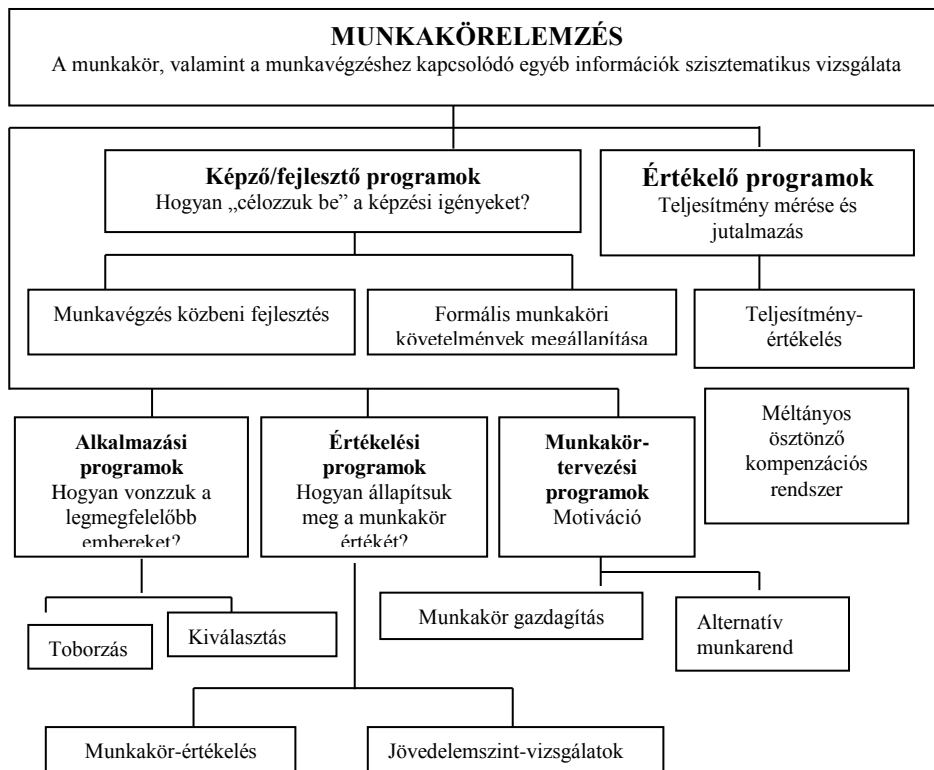 MUNKAKÖRELEMZÉS
A munkakör, valamint a munkavégzéshez kapcsolódó egyéb információk szisztematikus vizsgálata
Képző/fejlesztő programok
Hogyan „célozzuk be” a képzési igényeket?
Értékelő programok
Teljesítmény mérése és
jutalmazás
Munkavégzés közbeni fejlesztés
Formális munkaköri
követelmények megállapítása
Teljesítmény-
értékelés
Alkalmazási
programok
Hogyan vonzzuk a
legmegfelelőbb
embereket?
Értékelési
programok
Hogyan állapítsuk
meg a munkakör
értékét?
Munkakör-
tervezési
programok
Motiváció
Méltányos
ösztönző
kompenzációs
rendszer
Toborzás
Kiválasztás
Munkakör gazdagítás
Alternatív
munkarend
Munkakör-értékelés
Jövedelemszint-vizsgálatok